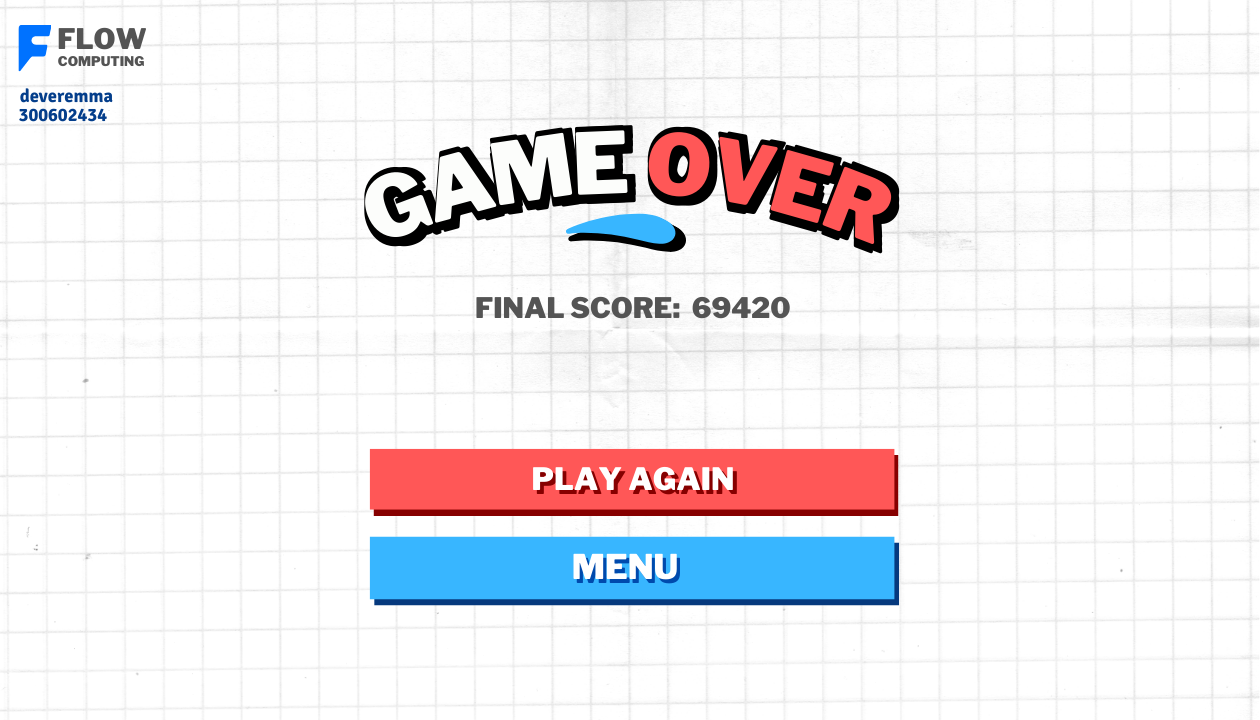 FLOW
COMPUTING
deveremma
300602434
GAME OVER
FINAL SCORE: 69420
PLAY AGAIN
MENU